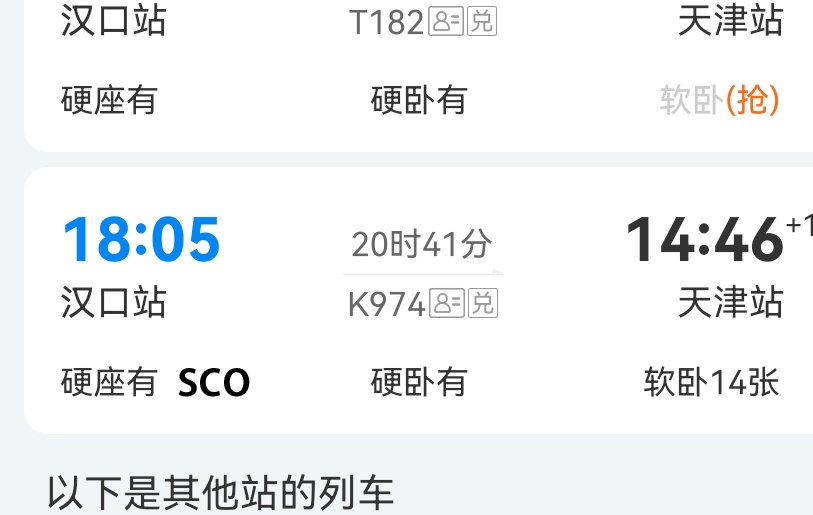 汉口站 T182 兑 天津站
硬座有 硬卧有 软卧(抢)
18:05 20时41分 14:46+1
汉口站 K974 兑 天津站
硬座有 SCO 硬卧有 软卧14张
以下是其他站的列车